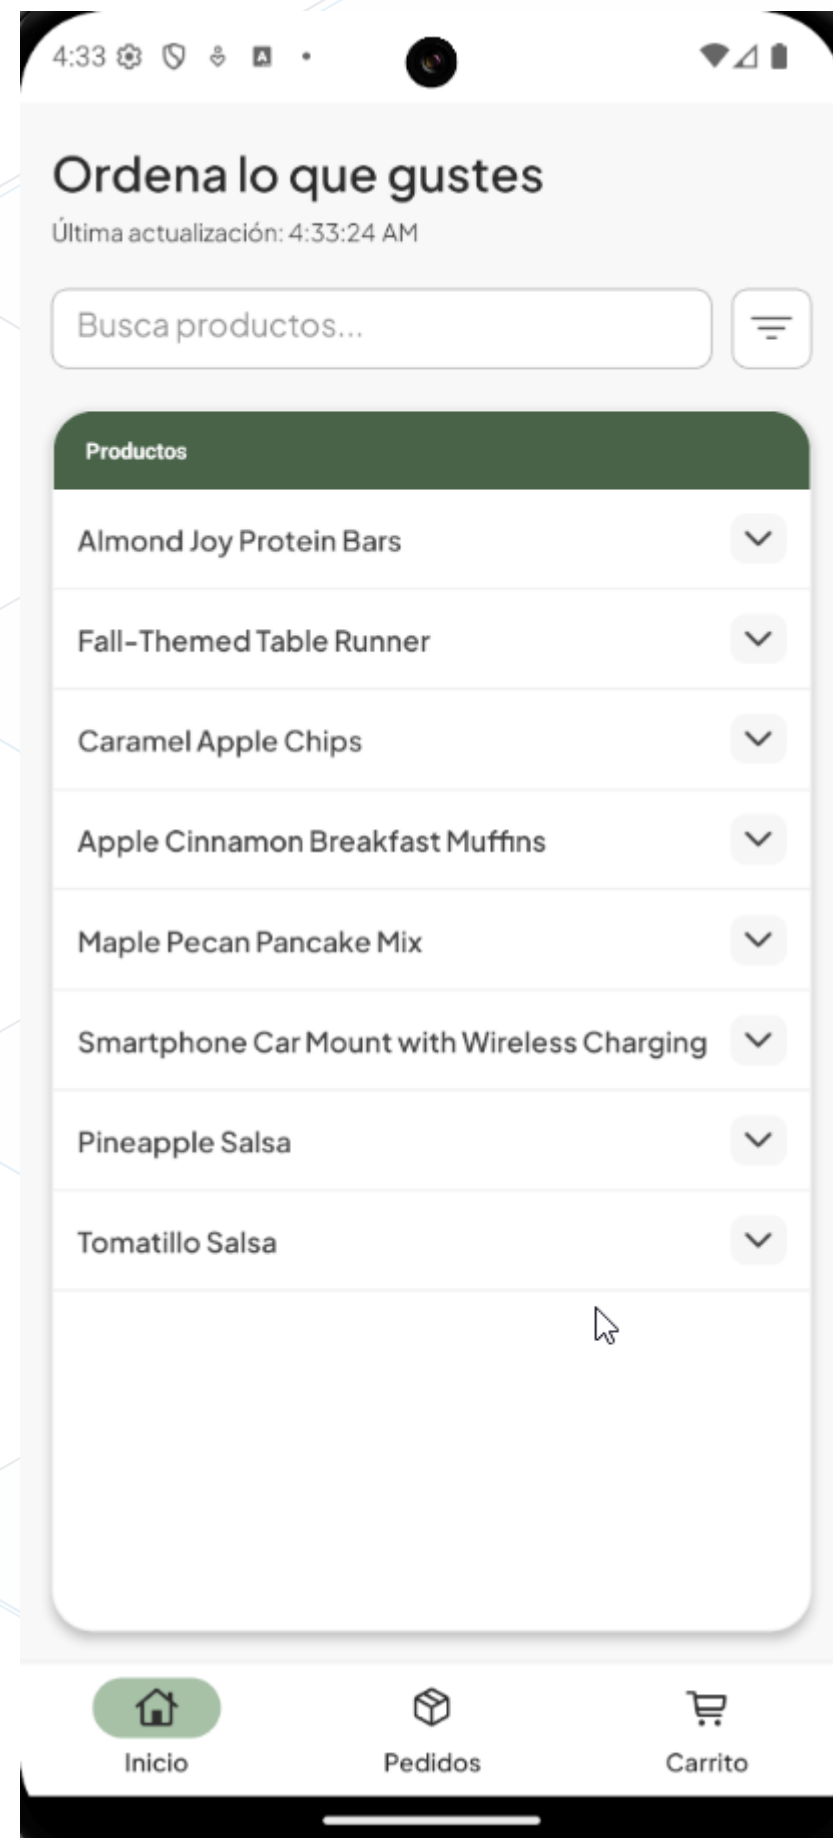 4:33
Ordena lo que gustes
Última actualización: 4:33:24 AM
Busca productos...
Productos
Almond Joy Protein Bars
Fall-Themed Table Runner
Caramel Apple Chips
Apple Cinnamon Breakfast Muffins
Maple Pecan Pancake Mix
Smartphone Car Mount with Wireless Charging
Pineapple Salsa
Tomatillo Salsa
Inicio
Pedidos
Carrito